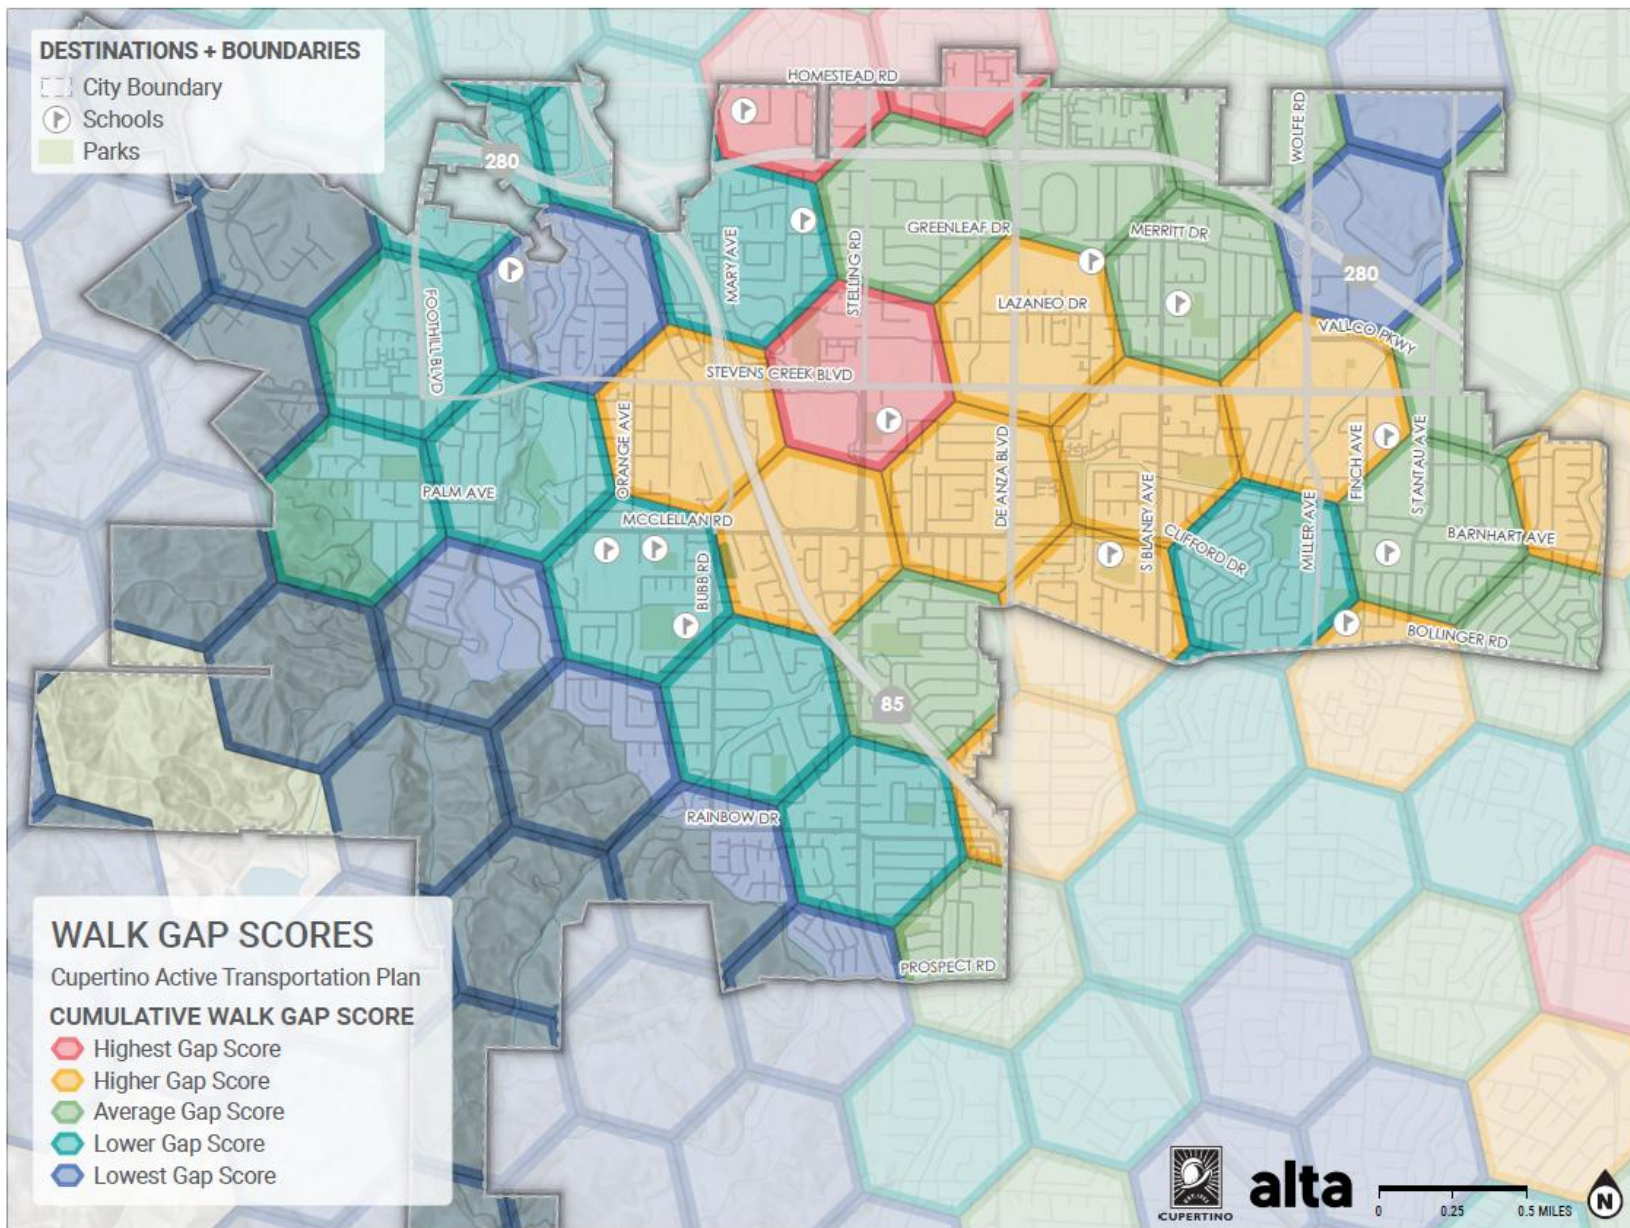 DESTINATIONS + BOUNDARIES
City Boundary
Schools
Parks
HOMESTEAD RD
280
WOLFE RD
GREENLEAF DR
MERRITT DR
MARY AVE
STELLING RD
280
FOOTHILL BLVD
LAZANEO DR
VALLCO PKWY
STEVENS CREEK BLVD
ORANGE AVE
DE ANZA BLVD
S BLANEY AVE
FINCH AVE
S TANTAU AVE
PALM AVE
MCCLELLAN RD
MILLER AVE
CLIFFORD DR
BARNHART AVE
BUBB RD
BOLLINGER RD
85
RAINBOW DR
PROSPECT RD
WALK GAP SCORES
Cupertino Active Transportation Plan
CUMULATIVE WALK GAP SCORE
Highest Gap Score
Higher Gap Score
Average Gap Score
Lower Gap Score
Lowest Gap Score
CUPERTINO
alta
0 0.25 0.5 MILES
N